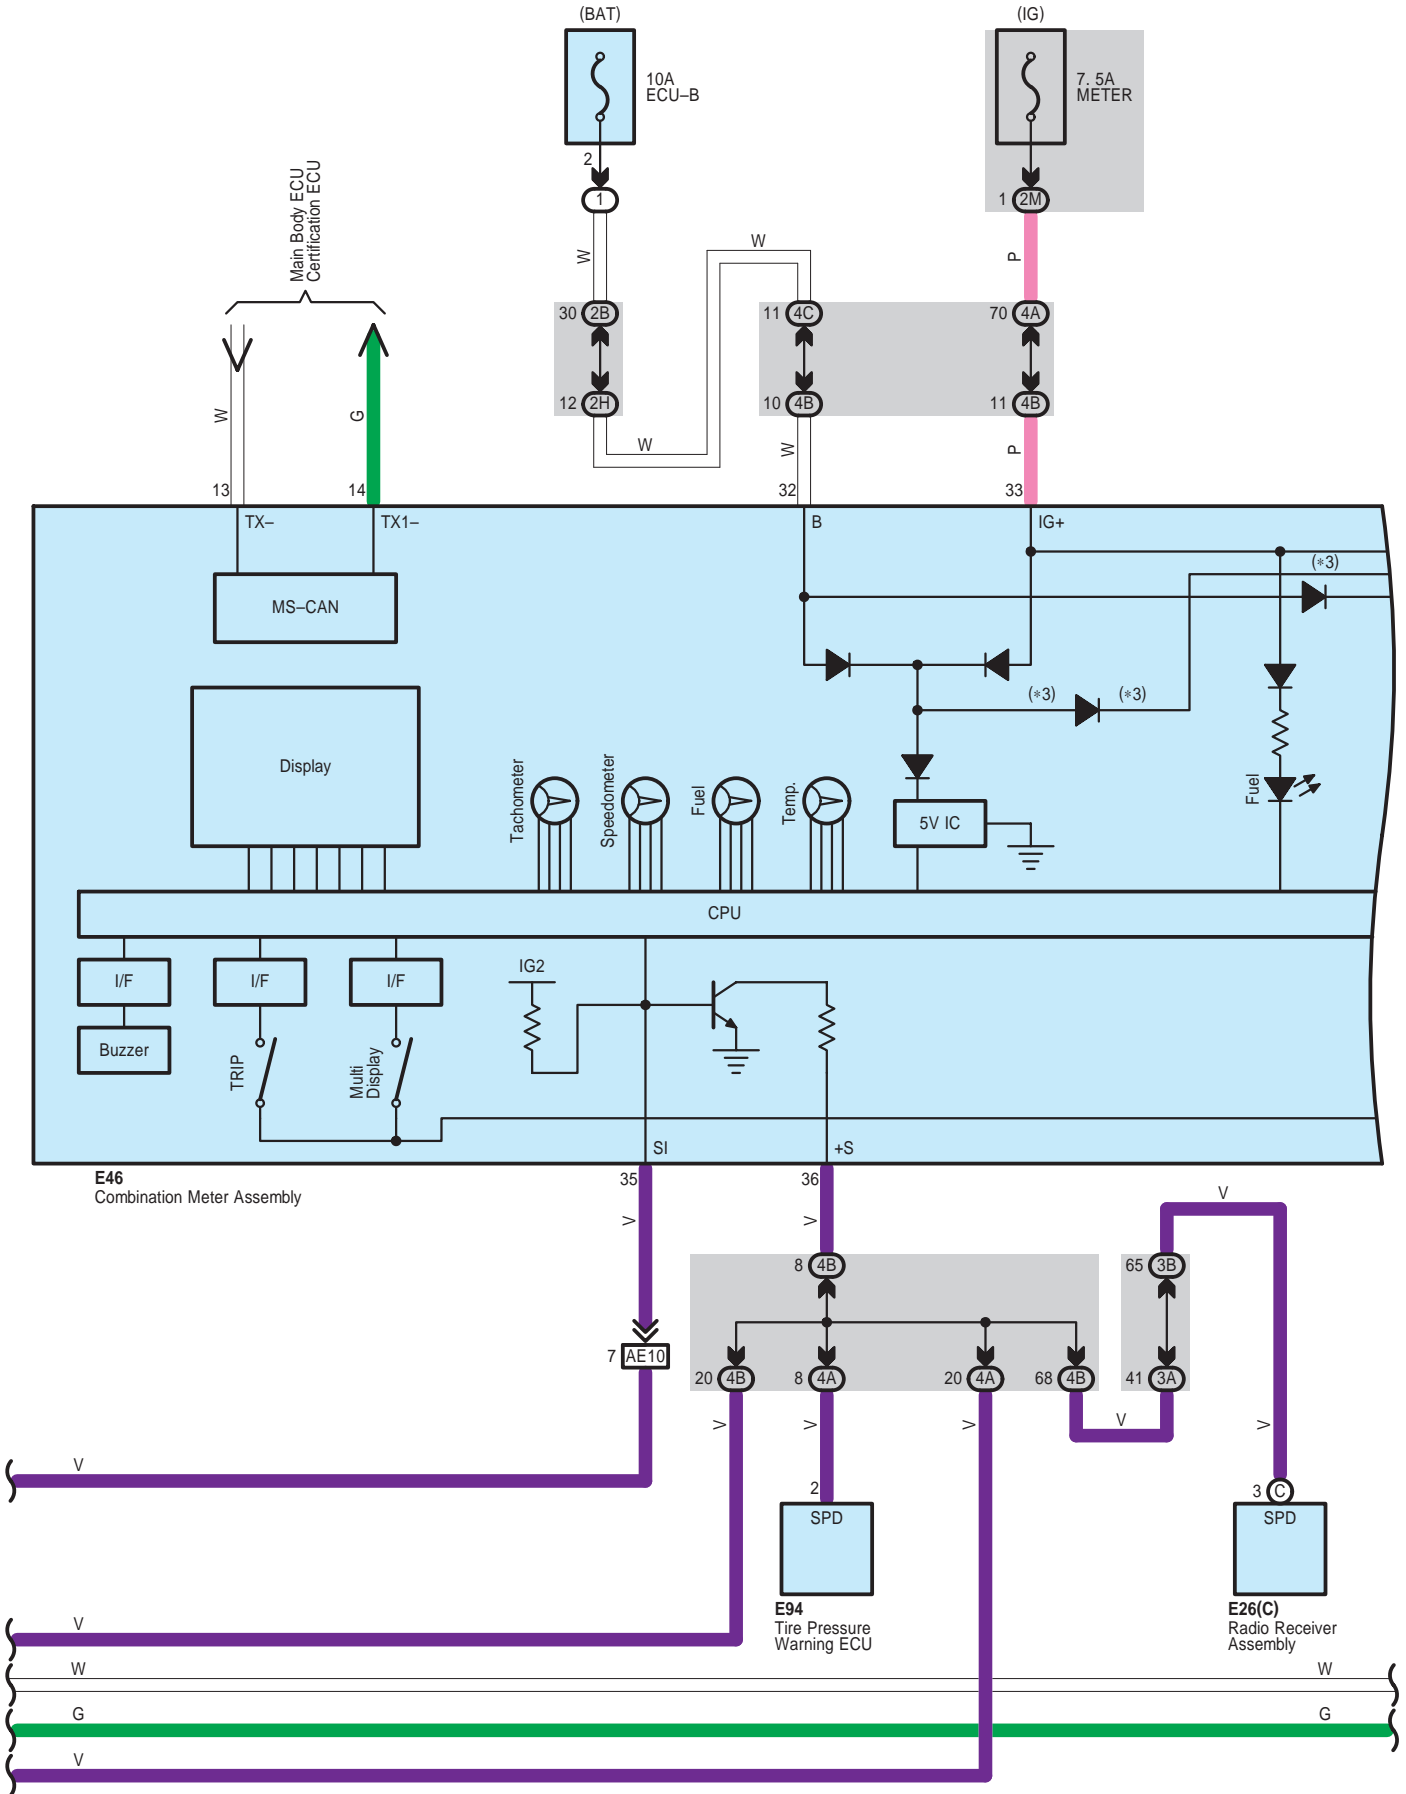 (BAT)
(IG)
10A
ECU–B
7. 5A
METER
2
1
1
2M
Main Body ECU
Certification ECU
W
W
P
30
2B
11
4C
70
4A
12
2H
10
4B
11
4B
W
G
W
W
P
13
14
32
33
TX–
TX1–
B
IG+
(∗3)
MS–CAN
(∗3)
(∗3)
Display
Tachometer
Speedometer
Fuel
Temp.
5V IC
Fuel
CPU
I/F
I/F
I/F
IG2
Buzzer
TRIP
Multi
Display
SI
+S
E46
Combination Meter Assembly
35
36
V
V
V
8
4B
65
3B
7
AE10
20
4B
8
4A
20
4A
68
4B
41
3A
V
V
V
V
V
V
2
3
C
SPD
SPD
E94
Tire Pressure
Warning ECU
E26(C)
Radio Receiver
Assembly
V
W
W
G
G
V